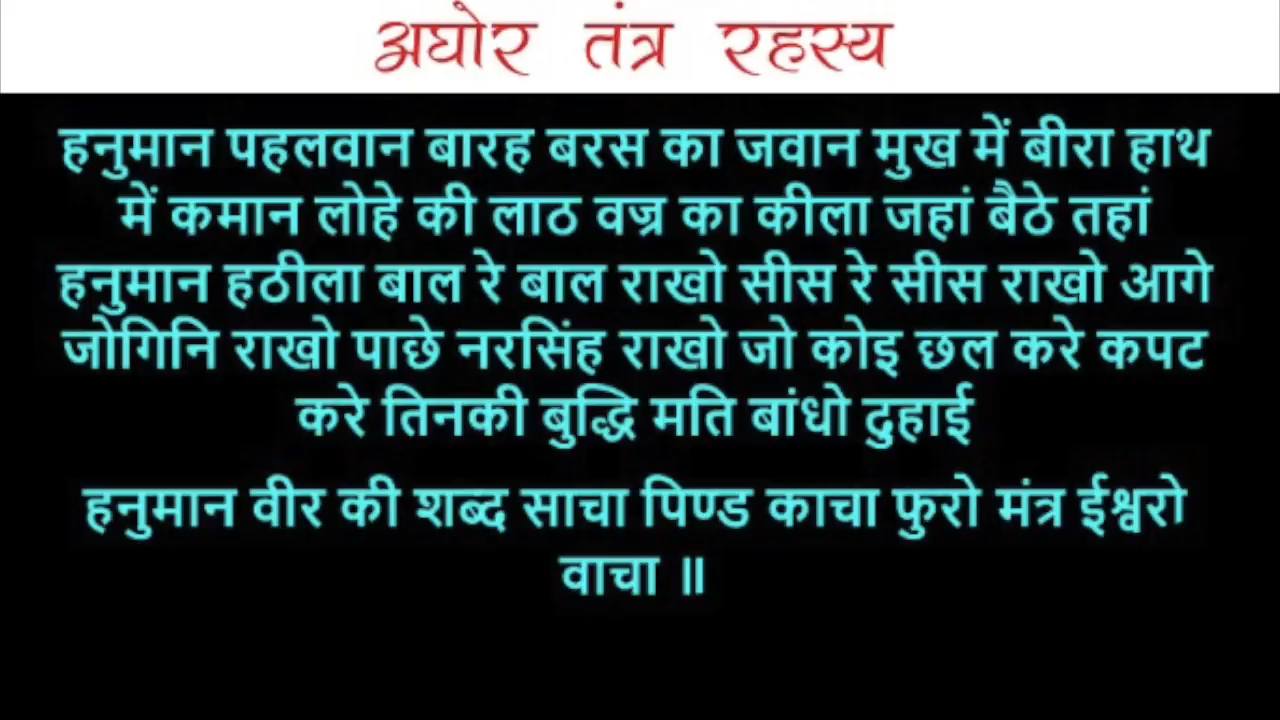 अघोर तंत्र रहस्य
हनुमान पहलवान बारह बरस का जवान मुख में बीरा हाथ
में कमान लोहे की लाठ वज्र का कीला जहां बैठे तहां
हनुमान हठीला बाल रे बाल राखो सीस रे सीस राखो आगे
जोगिनि राखो पाछे नरसिंह राखो जो कोइ छल करे कपट
करे तिनकी बुद्धि मति बांधो दुहाई
हनुमान वीर की शब्द साचा पिण्ड काचा फुरो मंत्र ईश्वरो
वाचा ॥